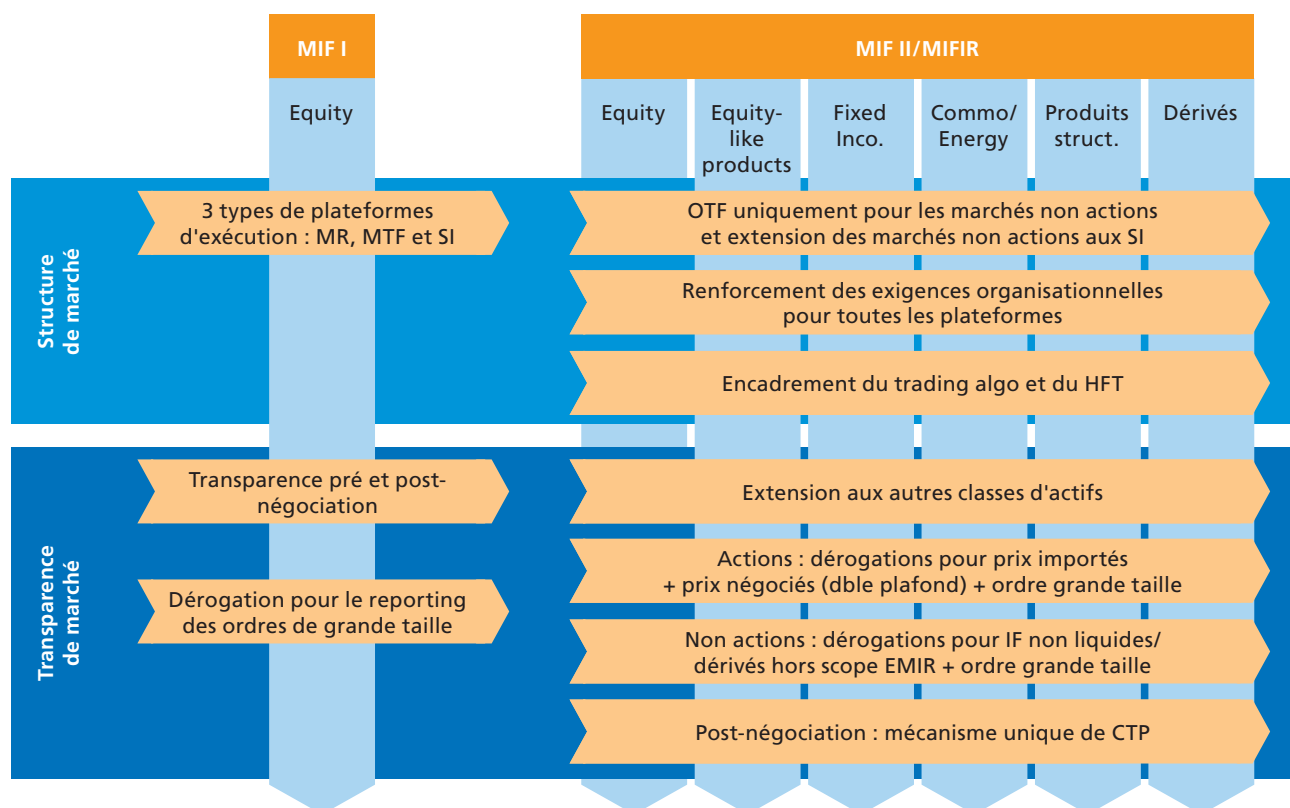 MIF I
MIF II/MIFIR
Equity
Equity
Equity-
like
products
Fixed
Inco.
Commo/
Energy
Produits
struct.
Dérivés
Structure
de marché
3 types de plateformes
d'exécution : MR, MTF et SI
OTF uniquement pour les marchés non actions
et extension des marchés non actions aux SI
Renforcement des exigences organisationnelles
pour toutes les plateformes
Encadrement du trading algo et du HFT
Transparence
de marché
Transparence pré et post-
négociation
Extension aux autres classes d'actifs
Dérogation pour le reporting
des ordres de grande taille
Actions : dérogations pour prix importés
+ prix négociés (dble plafond) + ordre grande taille
Non actions : dérogations pour IF non liquides/
dérivés hors scope EMIR + ordre grande taille
Post-négociation : mécanisme unique de CTP